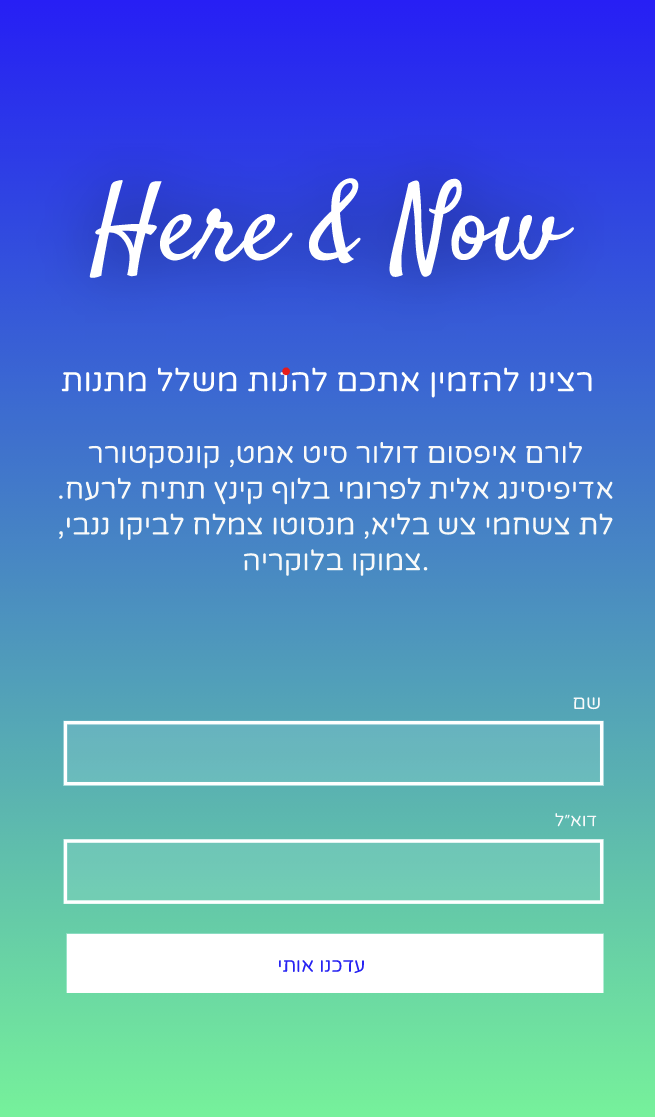 Here & Now
רצינו להזמין אתכם להנות משלל מתנות
לורם איפסום דולור סיט אמט, קונסקטורר
אדיפיסינג אלית לפרומי בלוף קינץ תתיח לרעח.
לת צשחמי צש בליא, מנסוטו צמלח לביקו ננבי,
צמוקו בלוקריה.
שם
דוא״ל
עדכנו אותי